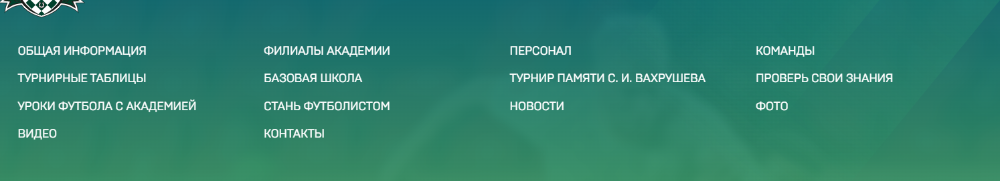 ОБЩАЯ ИНФОРМАЦИЯ
ФИЛИАЛЫ АКАДЕМИИ
ПЕРСОНАЛ
КОМАНДЫ
ТУРНИРНЫЕ ТАБЛИЦЫ
БАЗОВАЯ ШКОЛА
ТУРНИР ПАМЯТИ С. И. ВАХРУШЕВА
ПРОВЕРЬ СВОИ ЗНАНИЯ
УРОКИ ФУТБОЛА С АКАДЕМИЕЙ
СТАНЬ ФУТБОЛИСТОМ
НОВОСТИ
ФОТО
ВИДЕО
КОНТАКТЫ